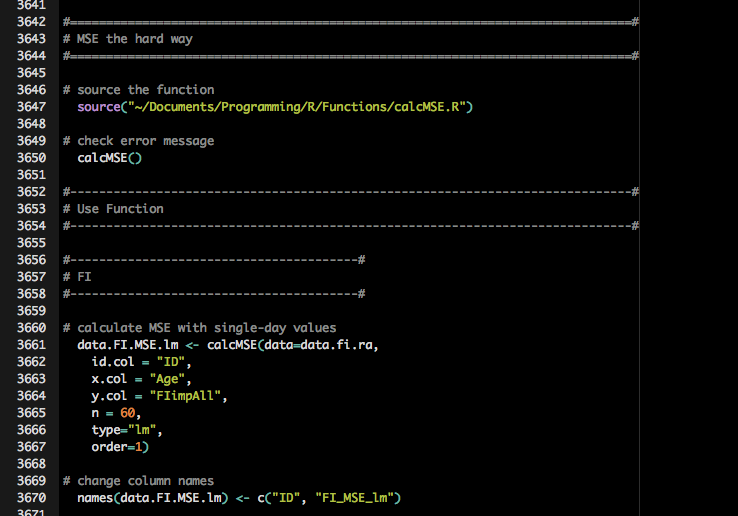 3641
3642 #==============================================================================#
3643 # MSE the hard way
3644 #==============================================================================#
3645
3646 # source the function
3647   source("~/Documents/Programming/R/Functions/calcMSE.R")
3648
3649 # check error message
3650   calcMSE()
3651
3652 #------------------------------------------------------------------------------#
3653 # Use Function
3654 #------------------------------------------------------------------------------#
3655
3656 #----------------------------------------#
3657 # FI
3658 #----------------------------------------#
3659
3660 # calculate MSE with single-day values
3661   data.FI.MSE.lm <- calcMSE(data=data.fi.ra,
3662     id.col = "ID",
3663     x.col = "Age",
3664     y.col = "FIimpAll",
3665     n = 60,
3666     type="lm",
3667     order=1)
3668
3669 # change column names
3670   names(data.FI.MSE.lm) <- c("ID", "FI_MSE_lm")
3671